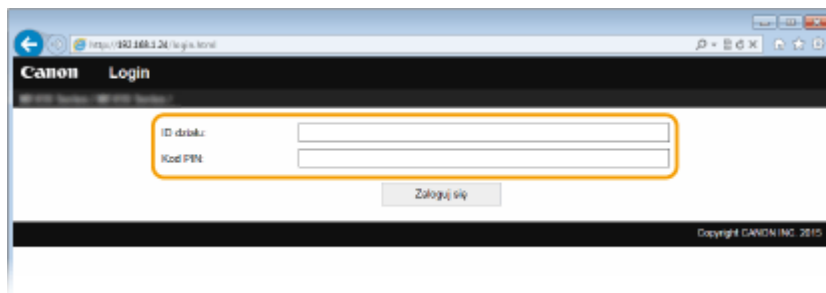 http://192.168.1.24/login.html
Canon Login
ID działu:
Kod PIN:
Zaloguj się
Copyright CANON INC. 2015